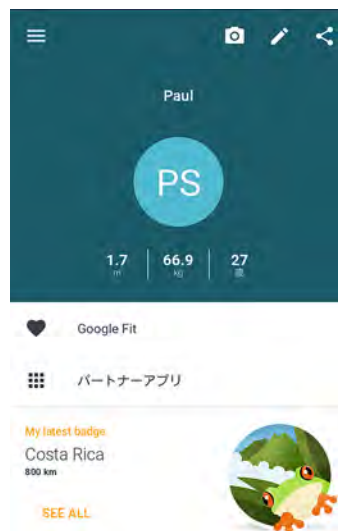 Paul
PS
1.7 66.9 27
m kg 歳
Google Fit
パートナーアプリ
My latest badge
Costa Rica
800 km
SEE ALL